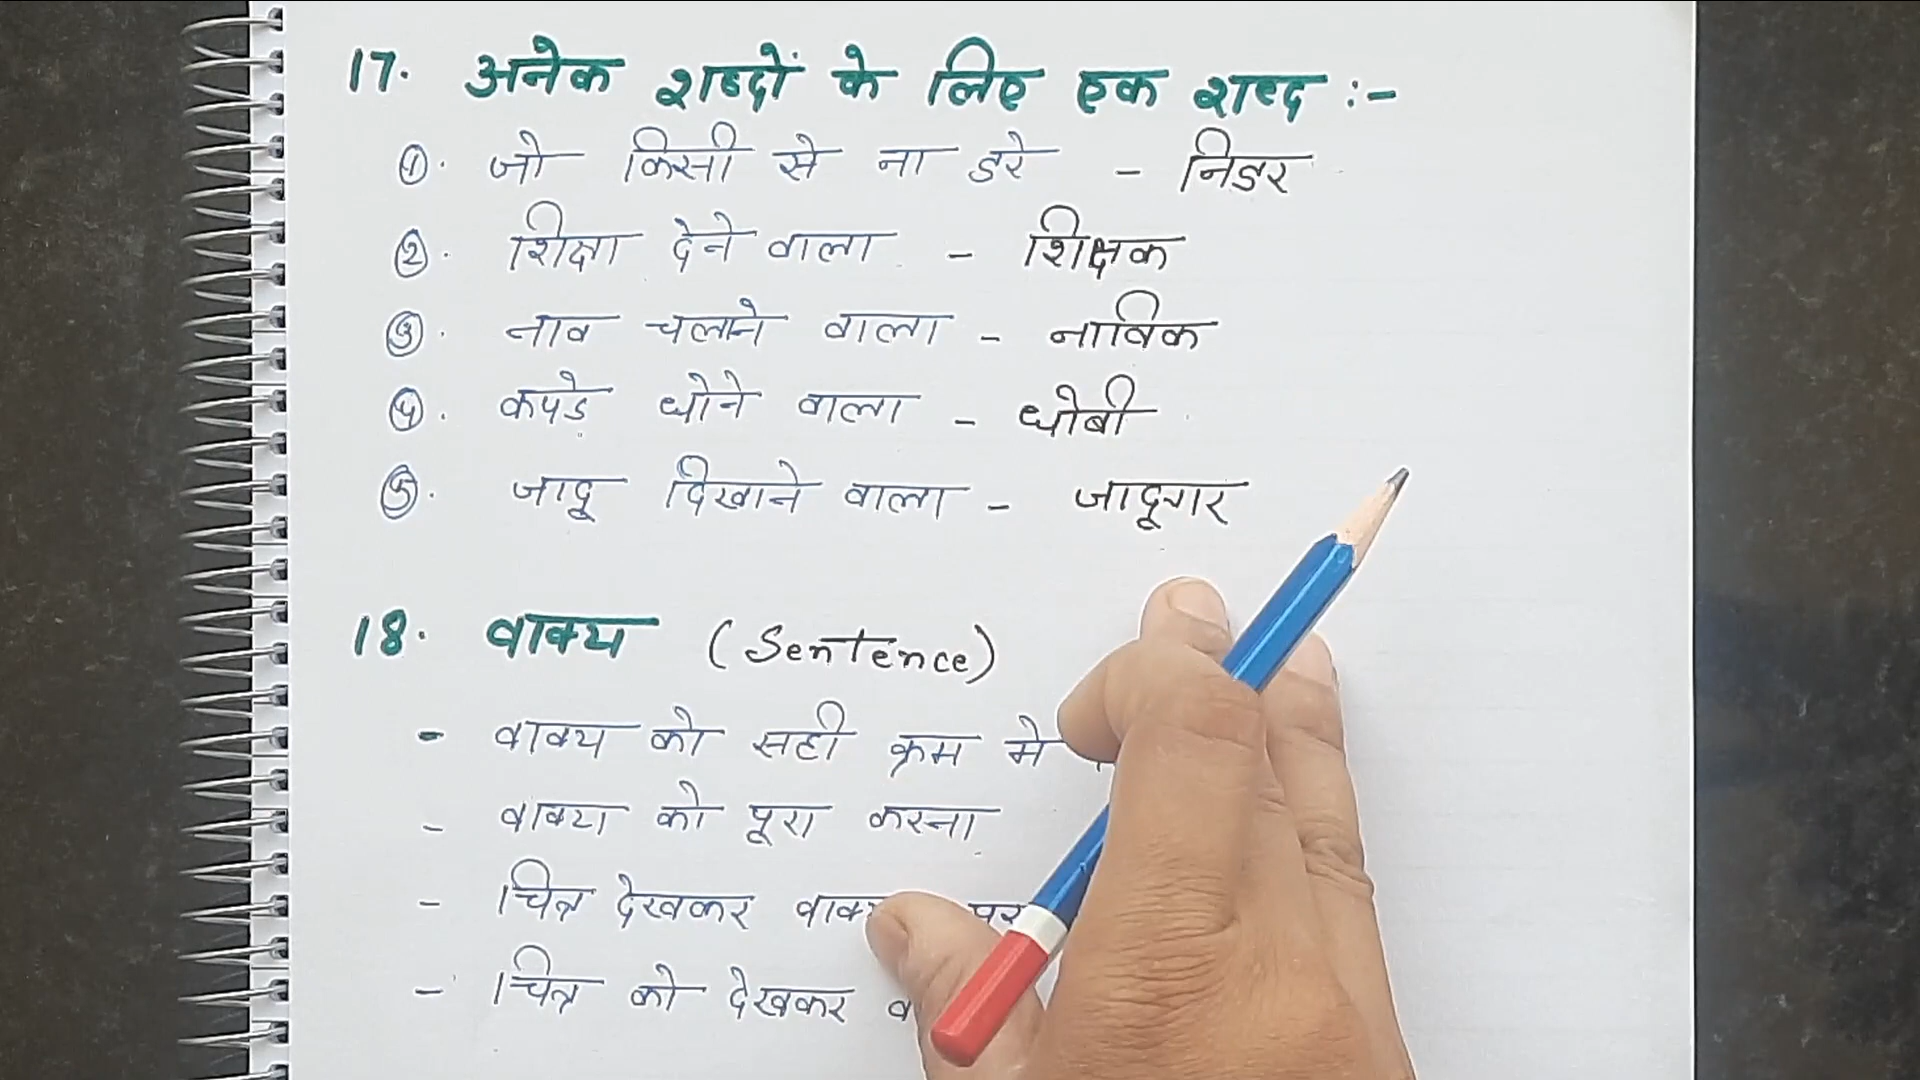 17. अनेक शब्दों के लिए एक शब्द :-
①. जो किसी से ना डरे - निडर
②. शिक्षा देने वाला - शिक्षक
③. नाव चलाने वाला - नाविक
④. कपड़े धोने वाला - धोबी
⑤. जादू दिखाने वाला - जादूगर
18. वाक्य (Sentence)
- वाक्य को सही क्रम मे
- वाक्य को पूरा करना
- चित्र देखकर पर
- चित्र को देखकर